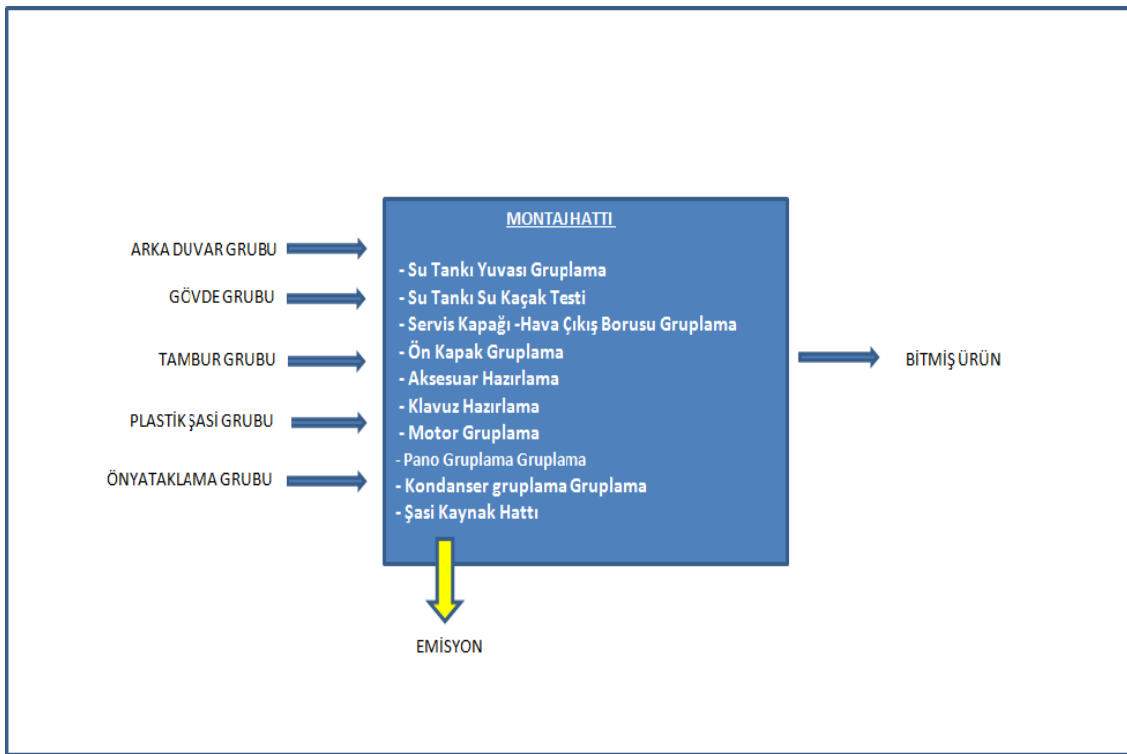 ARKA DUVAR GRUBU
GÖVDE GRUBU
TAMBUR GRUBU
PLASTİK ŞASİ GRUBU
ÖNYATAKLAMA GRUBU
MONTAJ HATTI
- Su Tankı Yuvası Gruplama
- Su Tankı Su Kaçak Testi
- Servis Kapağı -Hava Çıkış Borusu Gruplama
- Ön Kapak Gruplama
- Aksesuar Hazırlama
- Klavuz Hazırlama
- Motor Gruplama
- Pano Gruplama Gruplama
- Kondanser gruplama Gruplama
- Şasi Kaynak Hattı
BİTMİŞ ÜRÜN
EMİSYON